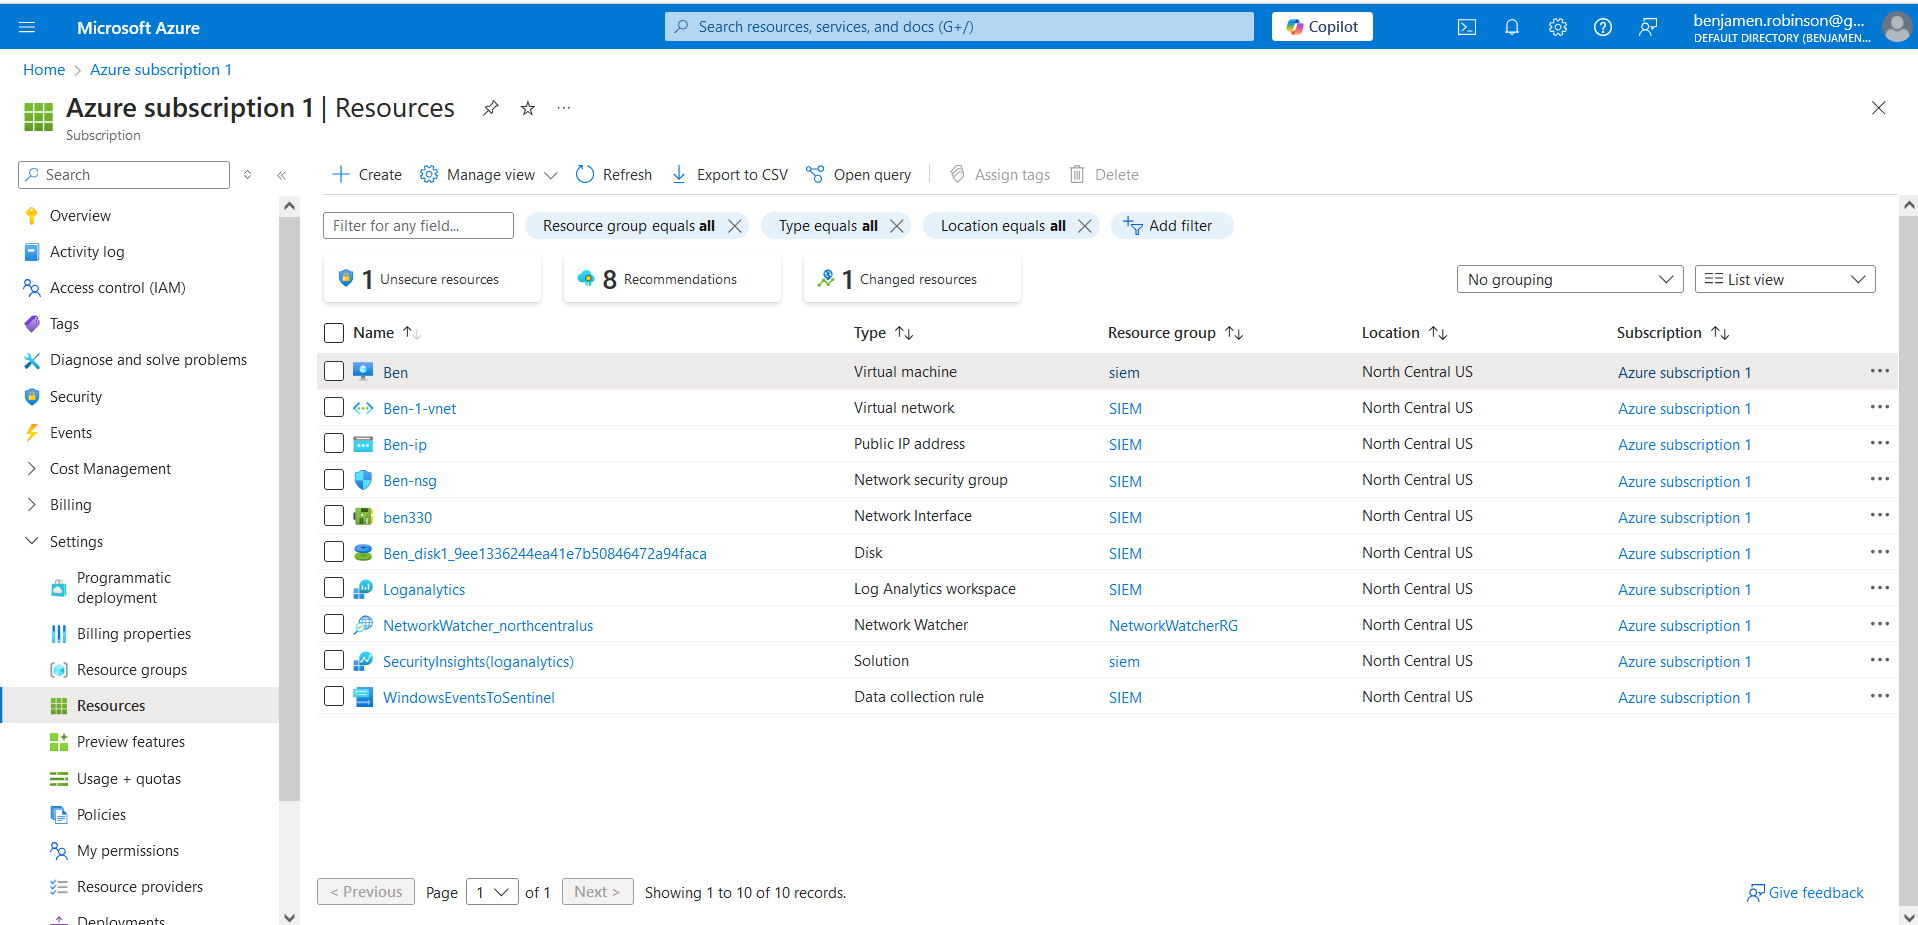 Microsoft Azure
Search resources, services, and docs (G+/)
Copilot
benjamen.robinson@g...
DEFAULT DIRECTORY (BENJAMEN...
Home > Azure subscription 1
Azure subscription 1 | Resources
Subscription
Search
Overview
Activity log
Access control (IAM)
Tags
Diagnose and solve problems
Security
Events
Cost Management
Billing
Settings
Programmatic
deployment
Billing properties
Resource groups
Resources
Preview features
Usage + quotas
Policies
My permissions
Resource providers
Deployments
Create Manage view Refresh Export to CSV Open query Assign tags Delete
Filter for any field... Resource group equals all Type equals all Location equals all Add filter
1 Unsecure resources 8 Recommendations 1 Changed resources No grouping List view
Name Type Resource group Location Subscription
Ben Virtual machine siem North Central US Azure subscription 1
Ben-1-vnet Virtual network SIEM North Central US Azure subscription 1
Ben-ip Public IP address SIEM North Central US Azure subscription 1
Ben-nsg Network security group SIEM North Central US Azure subscription 1
ben330 Network Interface SIEM North Central US Azure subscription 1
Ben_disk1_9ee1336244ea41e7b50846472a94faca Disk SIEM North Central US Azure subscription 1
Loganalytics Log Analytics workspace SIEM North Central US Azure subscription 1
NetworkWatcher_northcentralus Network Watcher NetworkWatcherRG North Central US Azure subscription 1
SecurityInsights(loganalytics) Solution siem North Central US Azure subscription 1
WindowsEventsToSentinel Data collection rule SIEM North Central US Azure subscription 1
< Previous Page 1 of 1 Next > Showing 1 to 10 of 10 records.
Give feedback